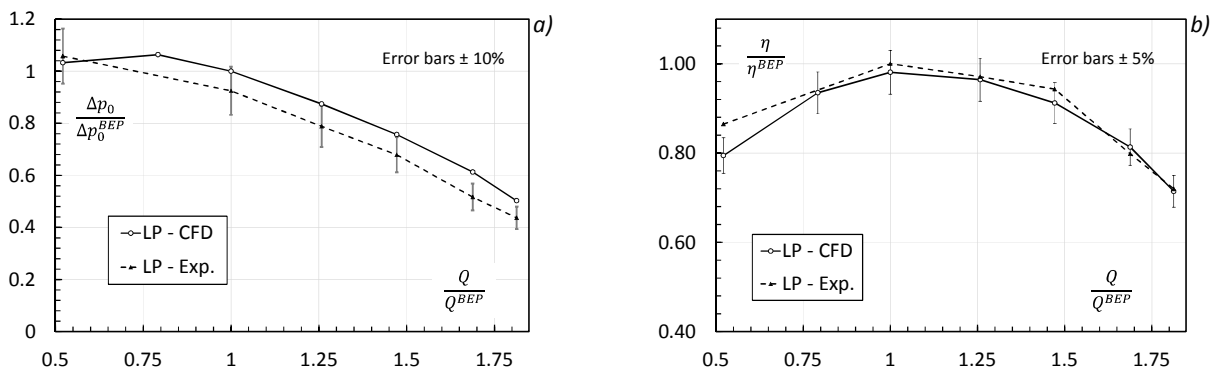 1.2
1
0.8
0.6
0.4
0.2
0
0.5
0.75
1
1.25
1.5
1.75
a)
Error bars ± 10%
Δp₀
Δp₀ᴮᴱᴾ
LP - CFD
LP - Exp.
Q
Qᴮᴱᴾ
1.00
0.80
0.60
0.40
0.5
0.75
1
1.25
1.5
1.75
b)
Error bars ± 5%
η
ηᴮᴱᴾ
LP - CFD
LP - Exp.
Q
Qᴮᴱᴾ